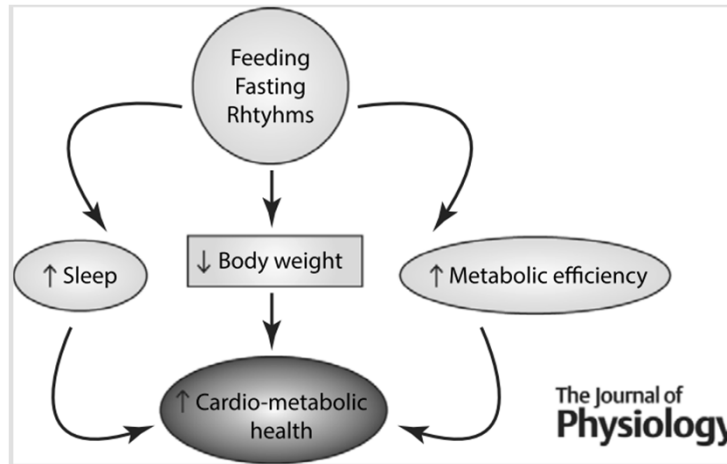 Feeding
Fasting
Rhtyhms
↑ Sleep
↓ Body weight
↑ Metabolic efficiency
↑ Cardio-metabolic
health
The Journal of
Physiology